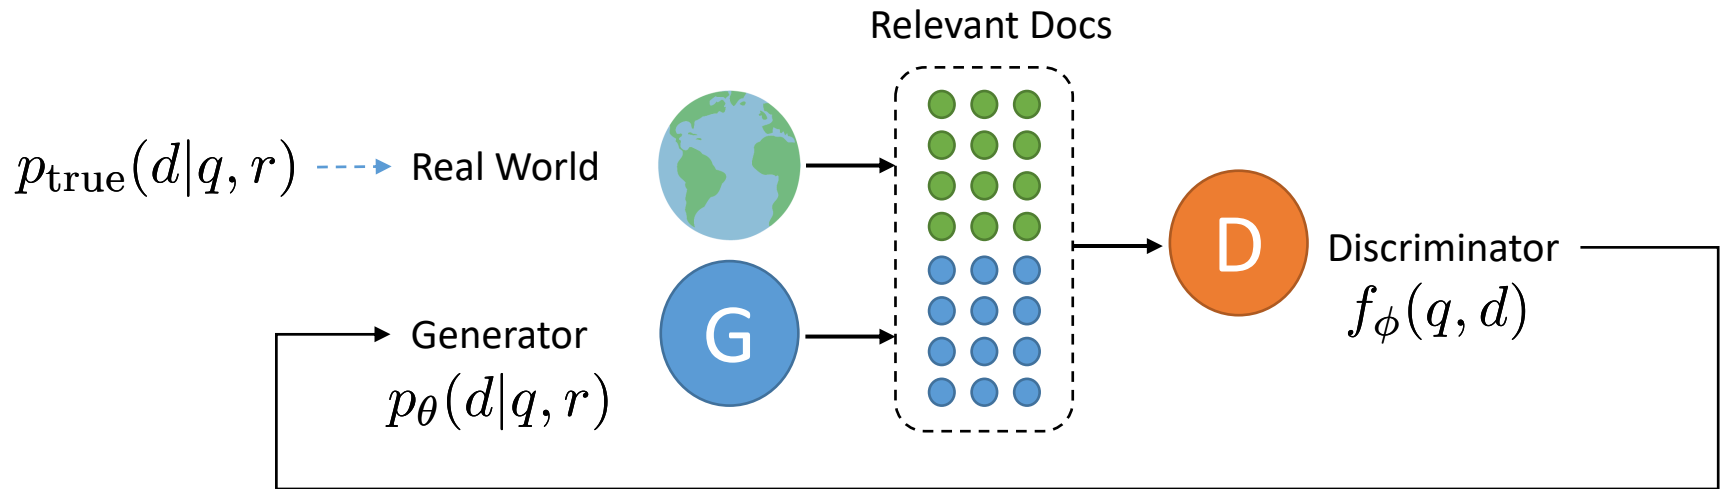 Relevant Docs
p_true(d|q, r)
Real World
G
Generator
p_θ(d|q, r)
D
Discriminator
f_ϕ(q, d)